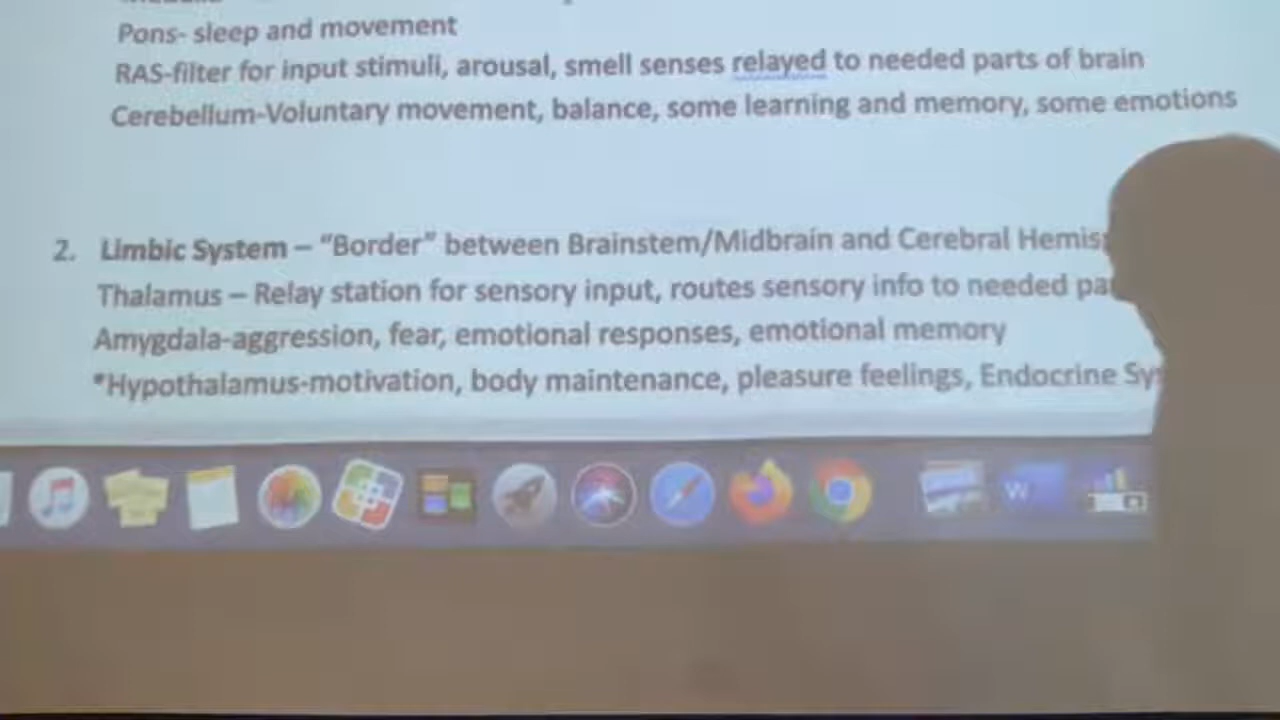 Pons- sleep and movement
RAS-filter for input stimuli, arousal, smell senses relayed to needed parts of brain
Cerebellum-Voluntary movement, balance, some learning and memory, some emotions
2. Limbic System – "Border" between Brainstem/Midbrain and Cerebral Hemis
Thalamus – Relay station for sensory input, routes sensory info to needed pa
Amygdala-aggression, fear, emotional responses, emotional memory
*Hypothalamus-motivation, body maintenance, pleasure feelings, Endocrine Sy
W